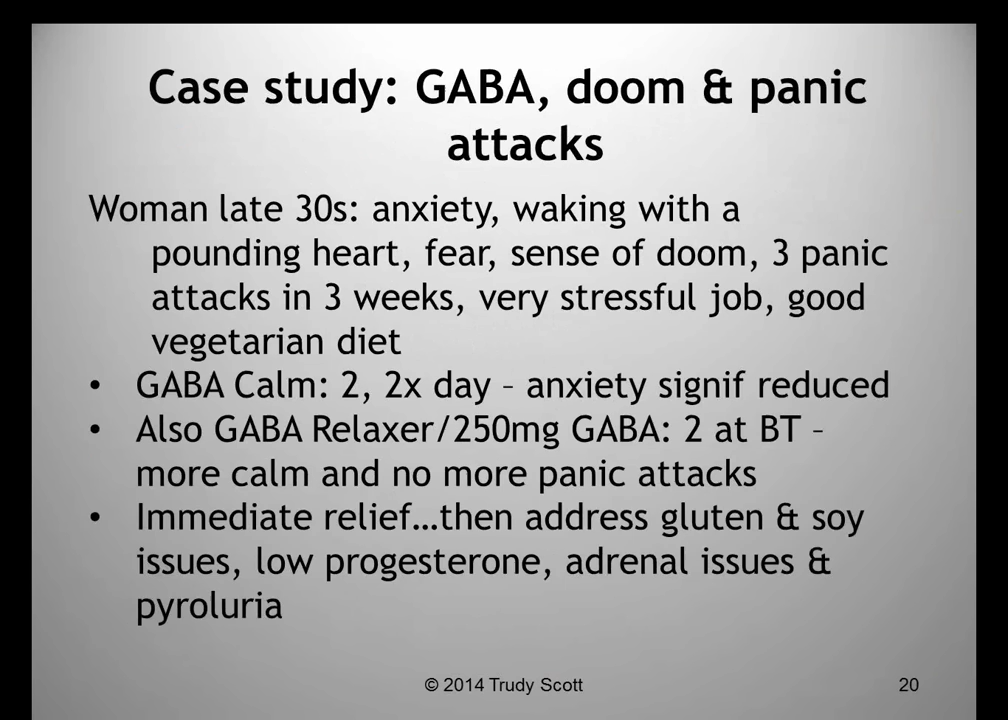 Case study: GABA, doom & panic
attacks
Woman late 30s: anxiety, waking with a
pounding heart, fear, sense of doom, 3 panic
attacks in 3 weeks, very stressful job, good
vegetarian diet
• GABA Calm: 2, 2x day – anxiety signif reduced
• Also GABA Relaxer/250mg GABA: 2 at BT –
more calm and no more panic attacks
• Immediate relief…then address gluten & soy
issues, low progesterone, adrenal issues &
pyroluria
© 2014 Trudy Scott 20